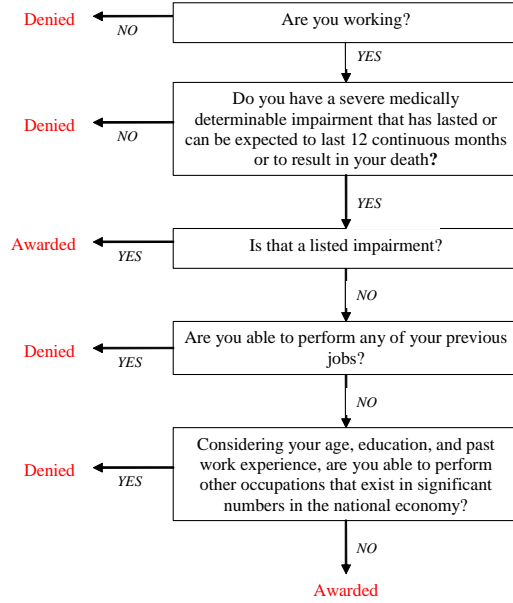 Denied
NO
Are you working?
YES
Denied
NO
Do you have a severe medically
determinable impairment that has lasted or
can be expected to last 12 continuous months
or to result in your death?
YES
Awarded
YES
Is that a listed impairment?
NO
Denied
YES
Are you able to perform any of your previous
jobs?
NO
Denied
YES
Considering your age, education, and past
work experience, are you able to perform
other occupations that exist in significant
numbers in the national economy?
NO
Awarded